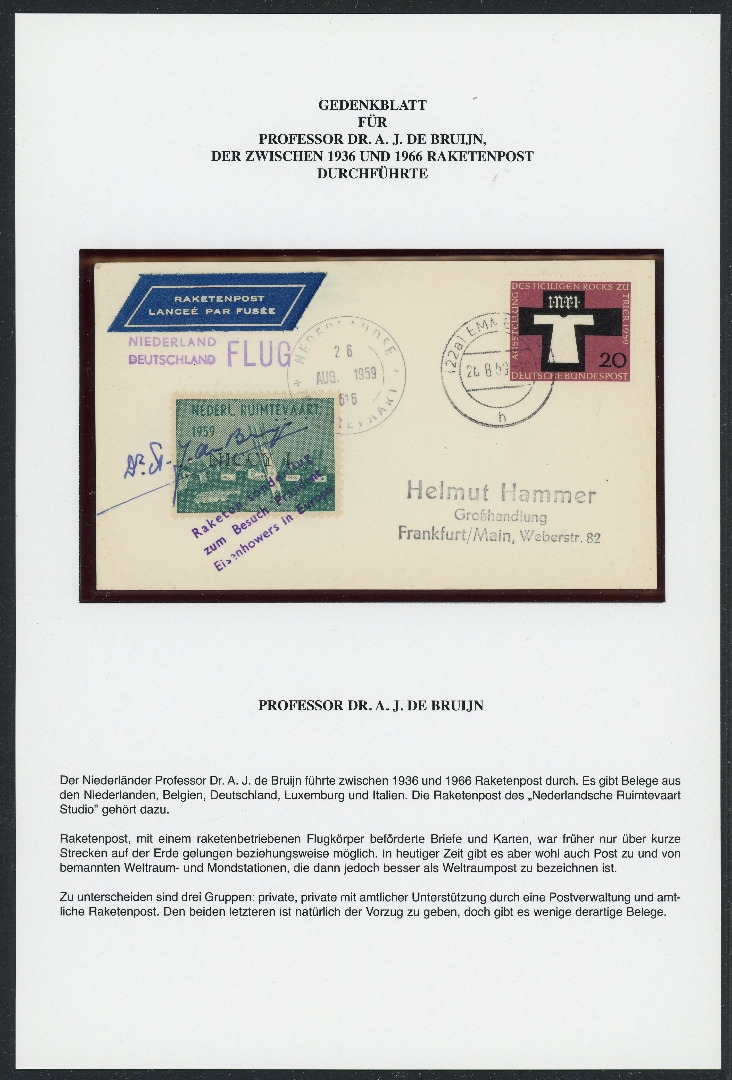 GEDENKBLATT
FÜR
PROFESSOR DR. A. J. DE BRUIJN,
DER ZWISCHEN 1936 UND 1966 RAKETENPOST
DURCHFÜHRTE
RAKETENPOST
LANCEÉ PAR FUSÉE
NIEDERLAND
DEUTSCHLAND FLUG
26
AUG. 1959
(22a) EM
26 8 59
h
AUSSTELLUNG DES HEILIGEN ROCKS ZU TRIER 1959
I·N·R·I·
20
DEUTSCHE BUNDESPOST
NEDERL. RUIMTEVAART
1959
NICO
Raketensonderflug
zum Besuch Präsident
Eisenhowers in Europa
Helmut Hammer
Großhandlung
Frankfurt/Main, Weberstr. 82
PROFESSOR DR. A. J. DE BRUIJN
Der Niederländer Professor Dr. A. J. de Bruijn führte zwischen 1936 und 1966 Raketenpost durch. Es gibt Belege aus
den Niederlanden, Belgien, Deutschland, Luxemburg und Italien. Die Raketenpost des „Nederlandsche Ruimtevaart
Studio" gehört dazu.
Raketenpost, mit einem raketenbetriebenen Flugkörper beförderte Briefe und Karten, war früher nur über kurze
Strecken auf der Erde gelungen beziehungsweise möglich. In heutiger Zeit gibt es aber wohl auch Post zu und von
bemannten Weltraum- und Mondstationen, die dann jedoch besser als Weltraumpost zu bezeichnen ist.
Zu unterscheiden sind drei Gruppen: private, private mit amtlicher Unterstützung durch eine Postverwaltung und amt-
liche Raketenpost. Den beiden letzteren ist natürlich der Vorzug zu geben, doch gibt es wenige derartige Belege.